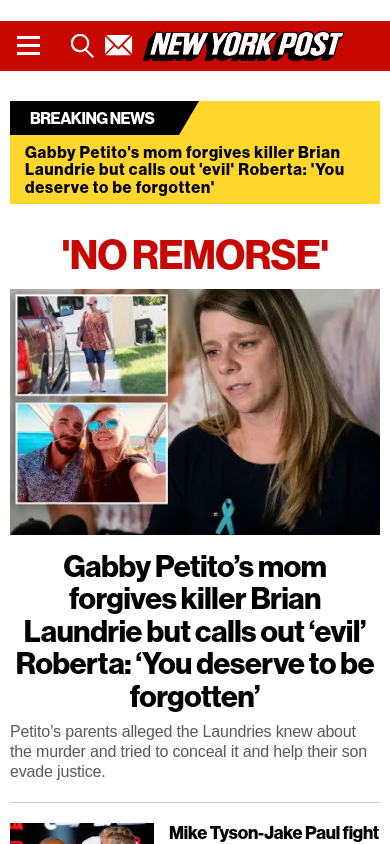 NEW YORK POST
BREAKING NEWS
Gabby Petito's mom forgives killer Brian
Laundrie but calls out 'evil' Roberta: 'You
deserve to be forgotten'
'NO REMORSE'
Gabby Petito’s mom
forgives killer Brian
Laundrie but calls out ‘evil’
Roberta: ‘You deserve to be
forgotten’
Petito’s parents alleged the Laundries knew about
the murder and tried to conceal it and help their son
evade justice.
Mike Tyson-Jake Paul fight